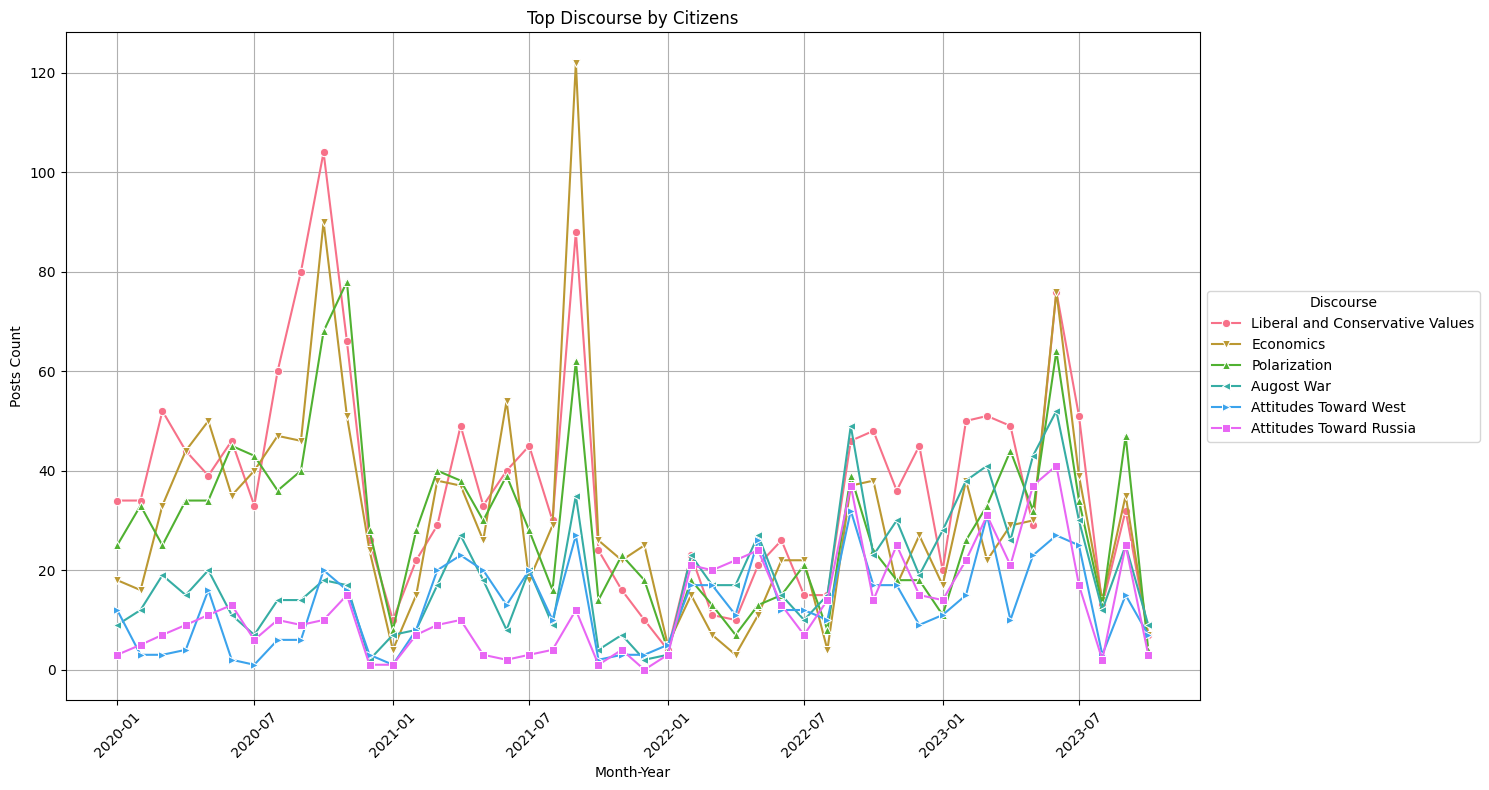 Top Discourse by Citizens
Posts Count
120
100
80
60
40
20
0
2020-01
2020-07
2021-01
2021-07
2022-01
2022-07
2023-01
2023-07
Month-Year
Discourse
Liberal and Conservative Values
Economics
Polarization
Augost War
Attitudes Toward West
Attitudes Toward Russia